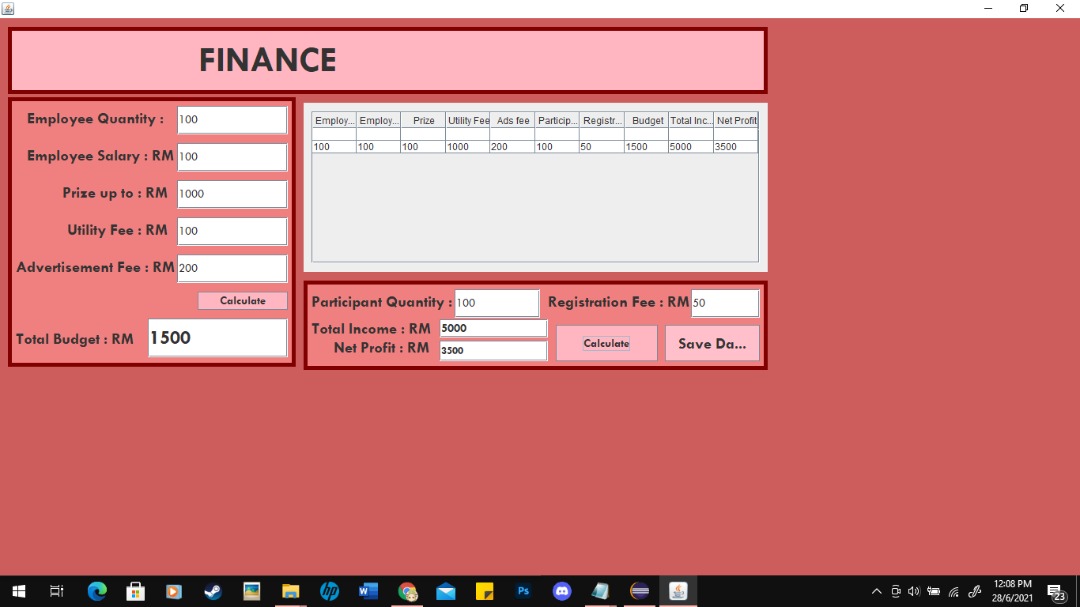 FINANCE
Employee Quantity :
100
Employee Salary : RM
100
Prize up to : RM
1000
Utility Fee : RM
100
Advertisement Fee : RM
200
Calculate
Total Budget : RM
1500
Employ... Employ... Prize Utility Fee Ads fee Particip... Registr... Budget Total Inc... Net Profit
100 100 100 1000 200 100 50 1500 5000 3500
Participant Quantity : 100 Registration Fee : RM 50
Total Income : RM 5000
Net Profit : RM 3500
Calculate Save Da...
12:08 PM
28/6/2021
23